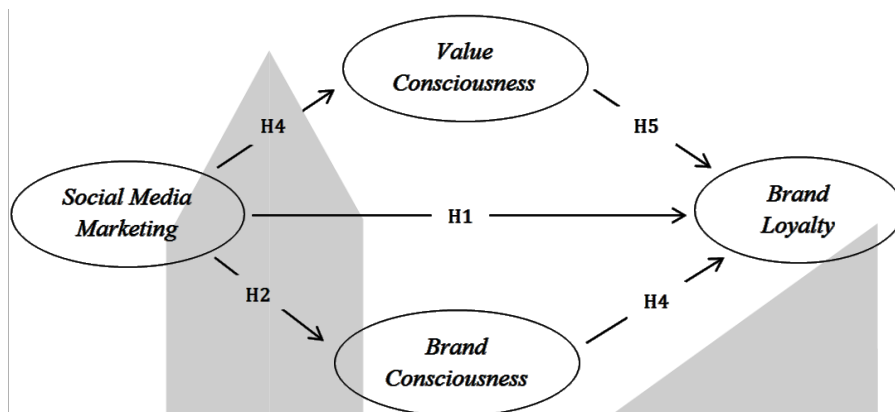 Value
Consciousness
H4
H5
Social Media
Marketing
H1
Brand
Loyalty
H2
H4
Brand
Consciousness